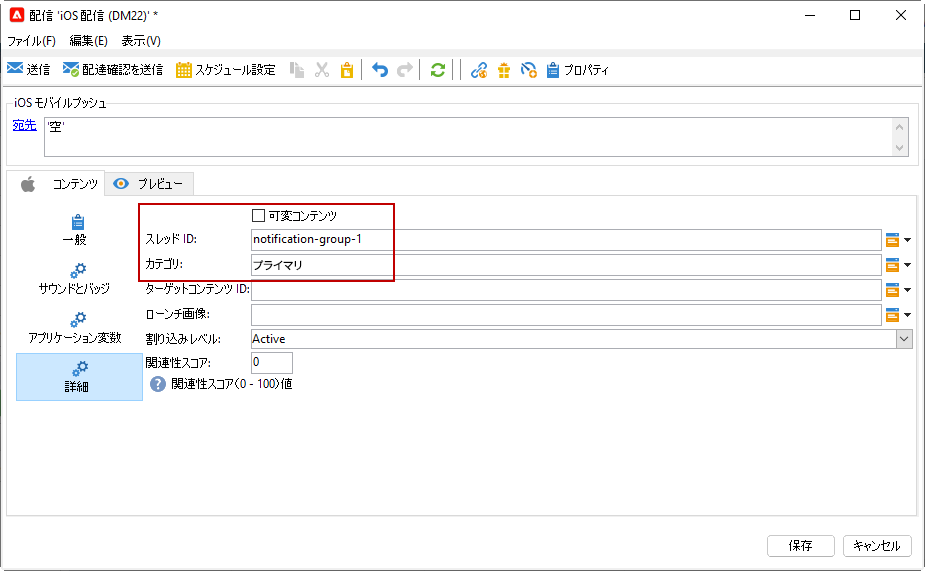 配信 'iOS 配信 (DM22)' *
ファイル(F) 編集(E) 表示(V)
送信 配達確認を送信 スケジュール設定 プロパティ
iOS モバイルプッシュ
宛先 '空'
コンテンツ プレビュー
可変コンテンツ
一般
スレッド ID: notification-group-1
カテゴリ: プライマリ
サウンドとバッジ
ターゲットコンテンツ ID:
ローンチ画像:
アプリケーション変数
割り込みレベル: Active
関連性スコア: 0
詳細
? 関連性スコア(0 - 100)値
保存 キャンセル